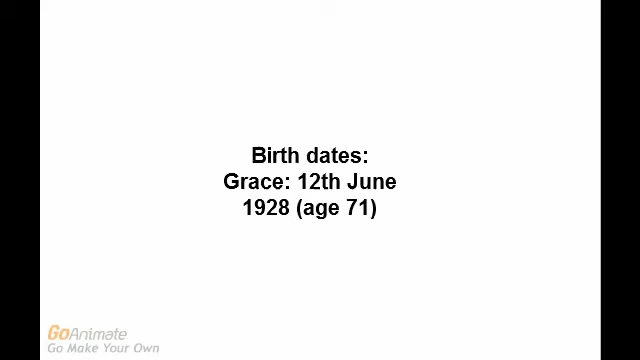 Birth dates:
Grace: 12th June
1928 (age 71)
GoAnimate
Go Make Your Own